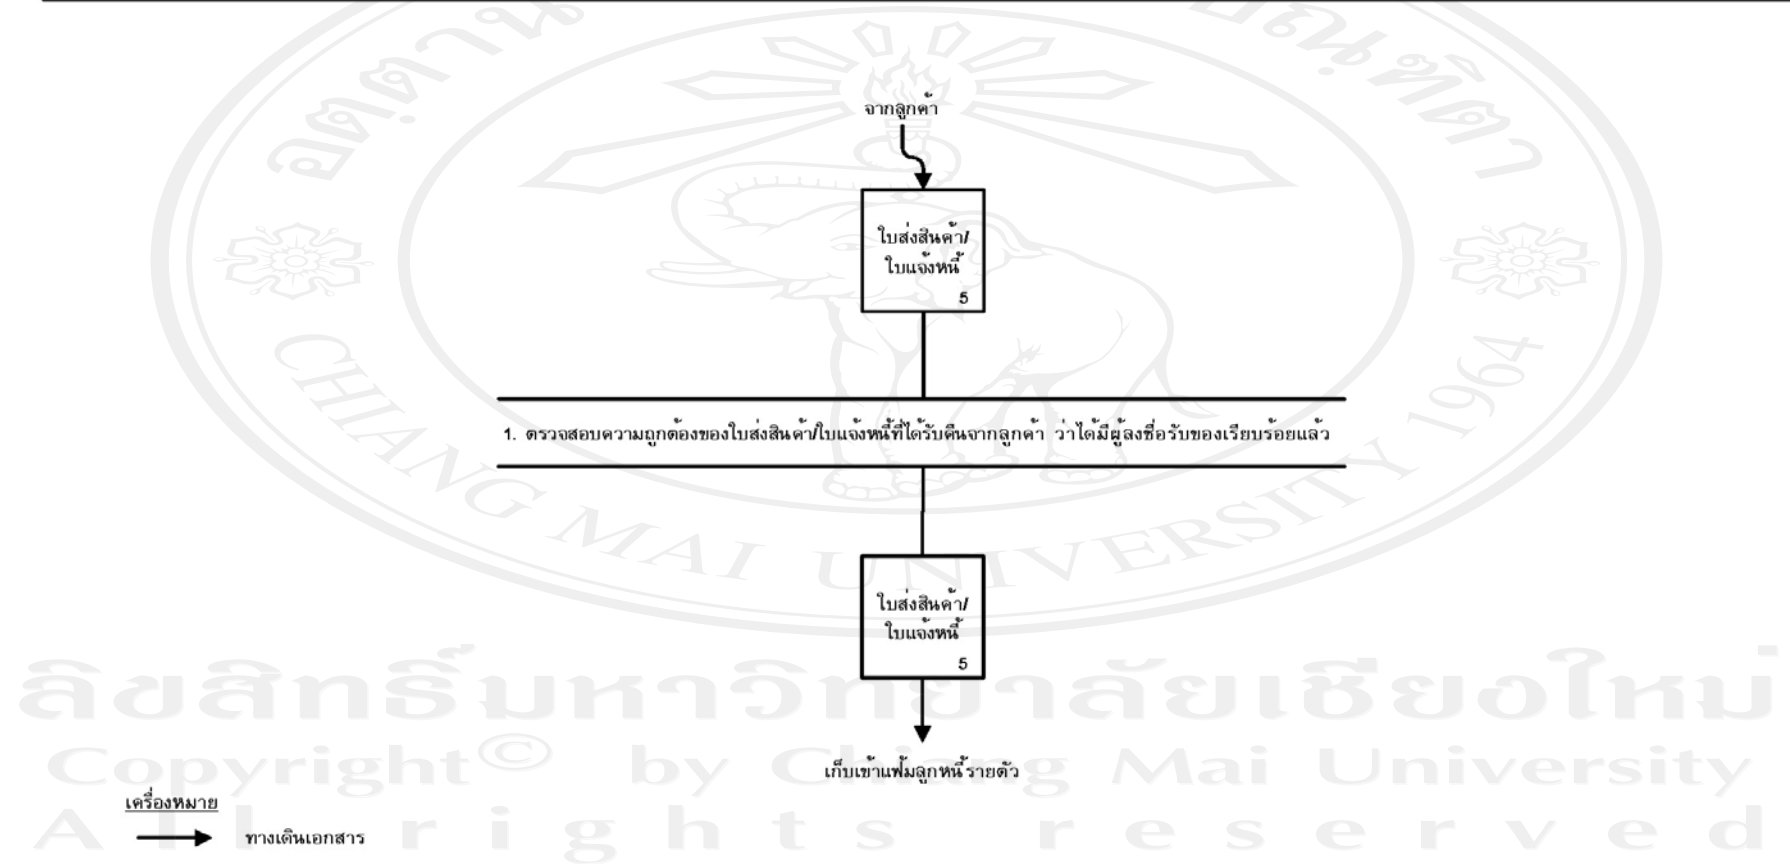 จากลูกค้า
ใบส่งสินค้า/
ใบแจ้งหนี้
5
1. ตรวจสอบความถูกต้องของใบส่งสินค้า/ใบแจ้งหนี้ที่ได้รับคืนจากลูกค้า ว่าได้มีผู้ลงชื่อรับของเรียบร้อยแล้ว
ใบส่งสินค้า/
ใบแจ้งหนี้
5
เก็บเข้าแฟ้มลูกหนี้รายตัว
เครื่องหมาย
ทางเดินเอกสาร
CHIANG MAI UNIVERSITY 1964
ลิขสิทธิ์มหาวิทยาลัยเชียงใหม่
Copyright© by Chiang Mai University
All rights reserved